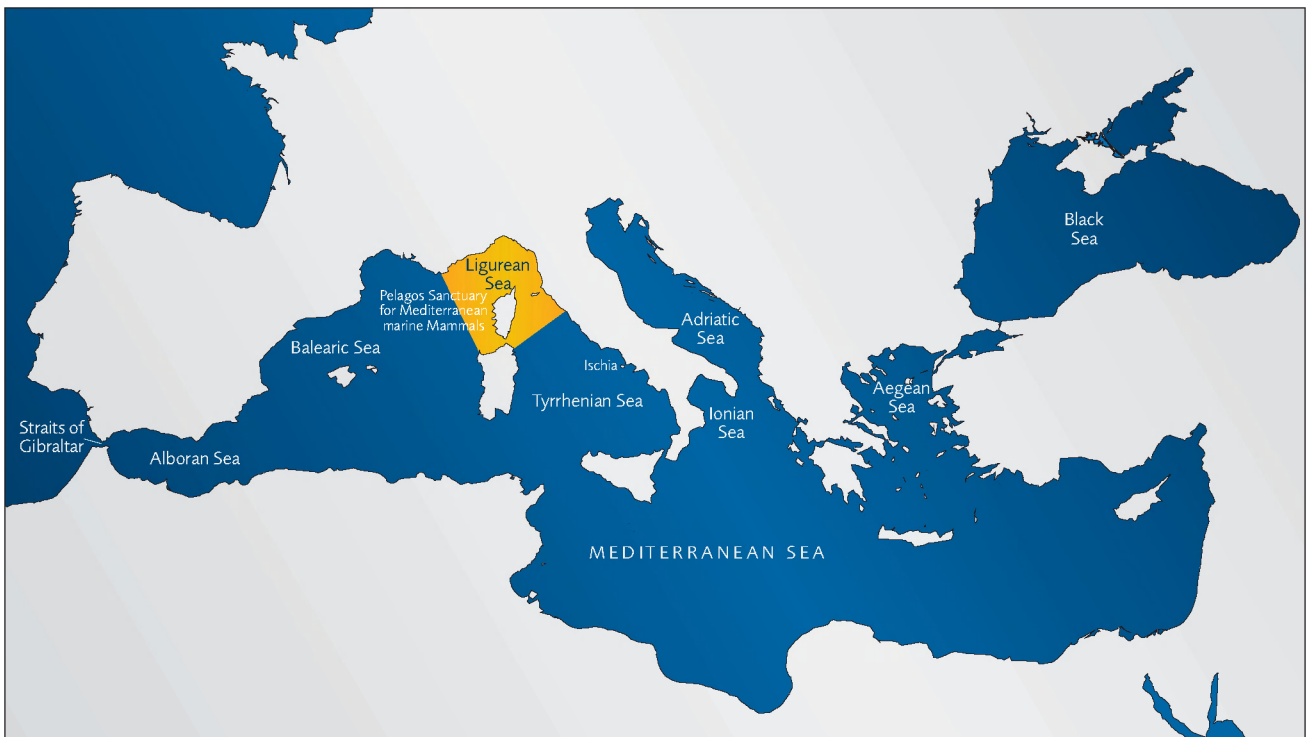 Black
Sea
Ligurean
Sea
Pelagos Sanctuary
for Mediterranean
marine Mammals
Adriatic
Sea
Balearic Sea
Ischia
Aegean
Sea
Tyrrhenian Sea
Ionian
Sea
Straits of
Gibraltar
Alboran Sea
MEDITERRANEAN SEA